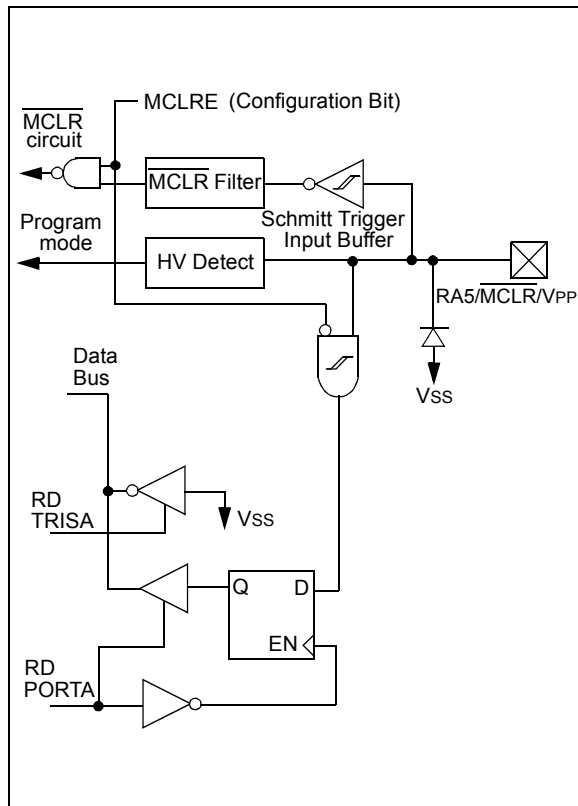 MCLRE (Configuration Bit)
MCLR
circuit
MCLR Filter
Schmitt Trigger
Input Buffer
Program
mode
HV Detect
RA5/MCLR/VPP
VSS
Data
Bus
RD
TRISA
VSS
Q
D
EN
RD
PORTA